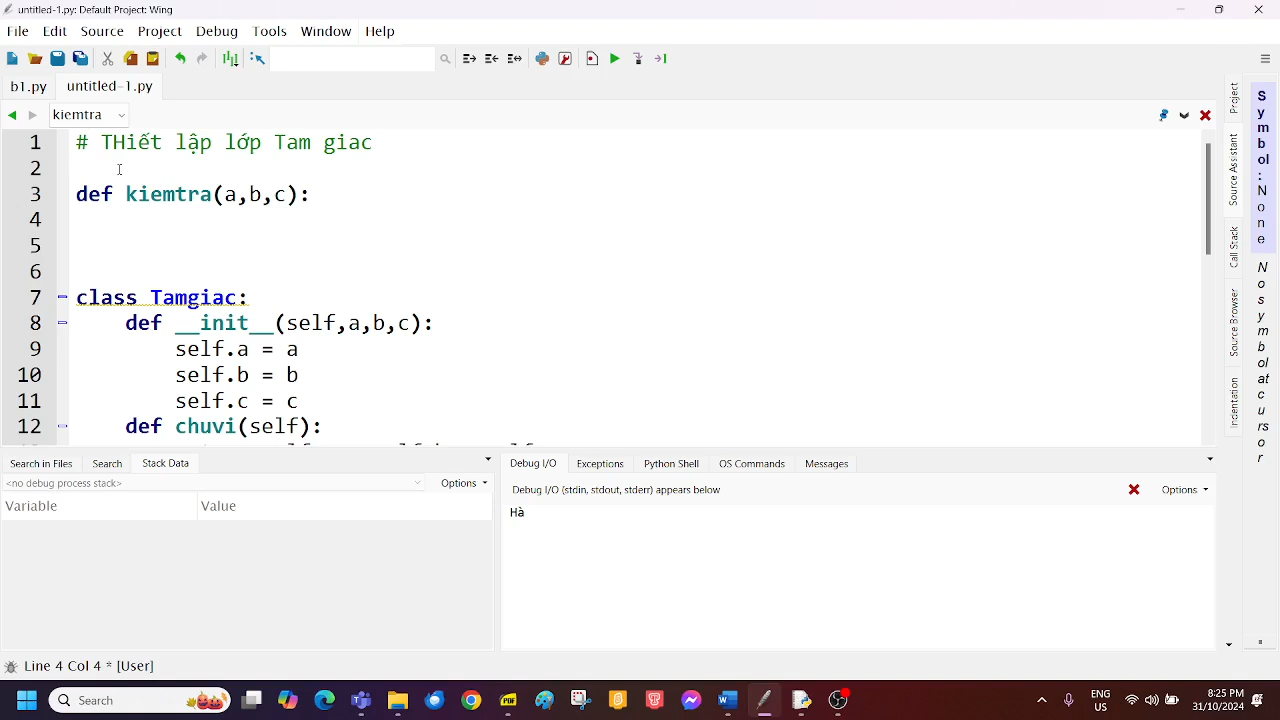 untitled-1.py: Default Project: Wing
File Edit Source Project Debug Tools Window Help
b1.py untitled-1.py
kiemtra
1 # THiết lập lớp Tam giac
2
3 def kiemtra(a,b,c):
4
5
6
7 class Tamgiac:
8 def __init__(self,a,b,c):
9 self.a = a
10 self.b = b
11 self.c = c
12 def chuvi(self):
Project
Source Assistant
Call Stack
Source Browser
Indentation
Symbol: None
No symbol at cursor
Search in Files Search Stack Data
<no debug process stack> Options
Variable Value
Debug I/O Exceptions Python Shell OS Commands Messages
Debug I/O (stdin, stdout, stderr) appears below Options
Hà
Line 4 Col 4 * [User]
Search
PDF
ENG
US
8:25 PM
31/10/2024